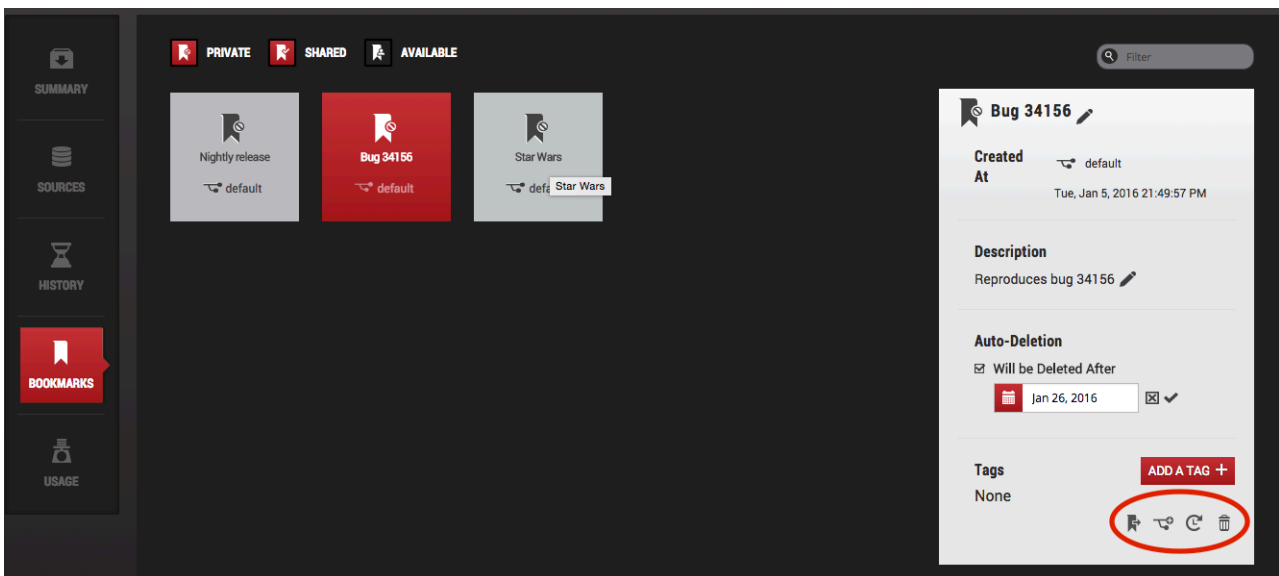 SUMMARY
SOURCES
HISTORY
BOOKMARKS
USAGE
PRIVATE SHARED AVAILABLE
Filter
Nightly release
default
Bug 34156
default
Star Wars
Star Wars
Bug 34156
Created At
default
Tue, Jan 5, 2016 21:49:57 PM
Description
Reproduces bug 34156
Auto-Deletion
Will be Deleted After
Jan 26, 2016
Tags
ADD A TAG +
None